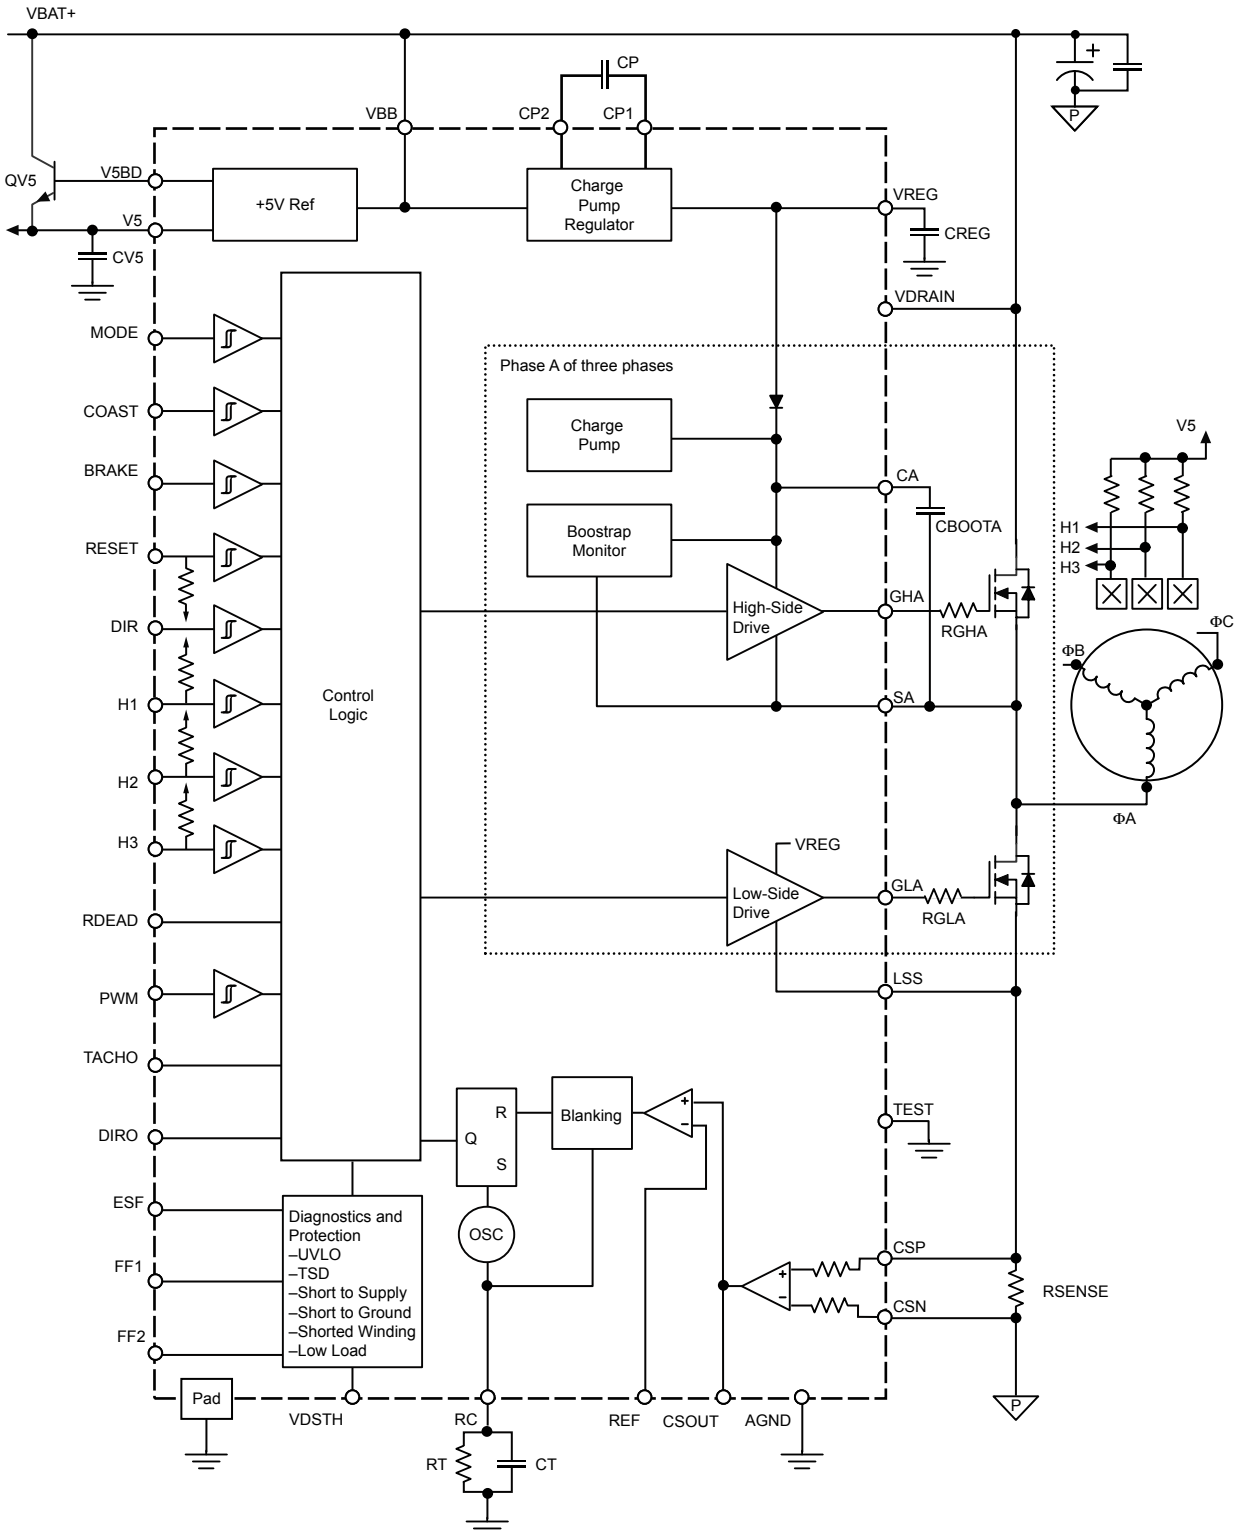 VBAT+
CP
VBB
CP2
CP1
+
P
QV5
V5BD
V5
CV5
+5V Ref
Charge
Pump
Regulator
VREG
CREG
VDRAIN
MODE
COAST
BRAKE
RESET
DIR
H1
H2
H3
RDEAD
PWM
TACHO
DIRO
ESF
FF1
FF2
Control
Logic
Phase A of three phases
Charge
Pump
Boostrap
Monitor
CA
CBOOTA
High-Side
Drive
GHA
RGHA
SA
VREG
Low-Side
Drive
GLA
RGLA
LSS
V5
H1
H2
H3
ΦB
ΦC
ΦA
TEST
R
Q
S
Blanking
+
–
OSC
Diagnostics and
Protection
–UVLO
–TSD
–Short to Supply
–Short to Ground
–Shorted Winding
–Low Load
+
–
CSP
CSN
RSENSE
P
Pad
VDSTH
RC
REF
CSOUT
AGND
RT
CT